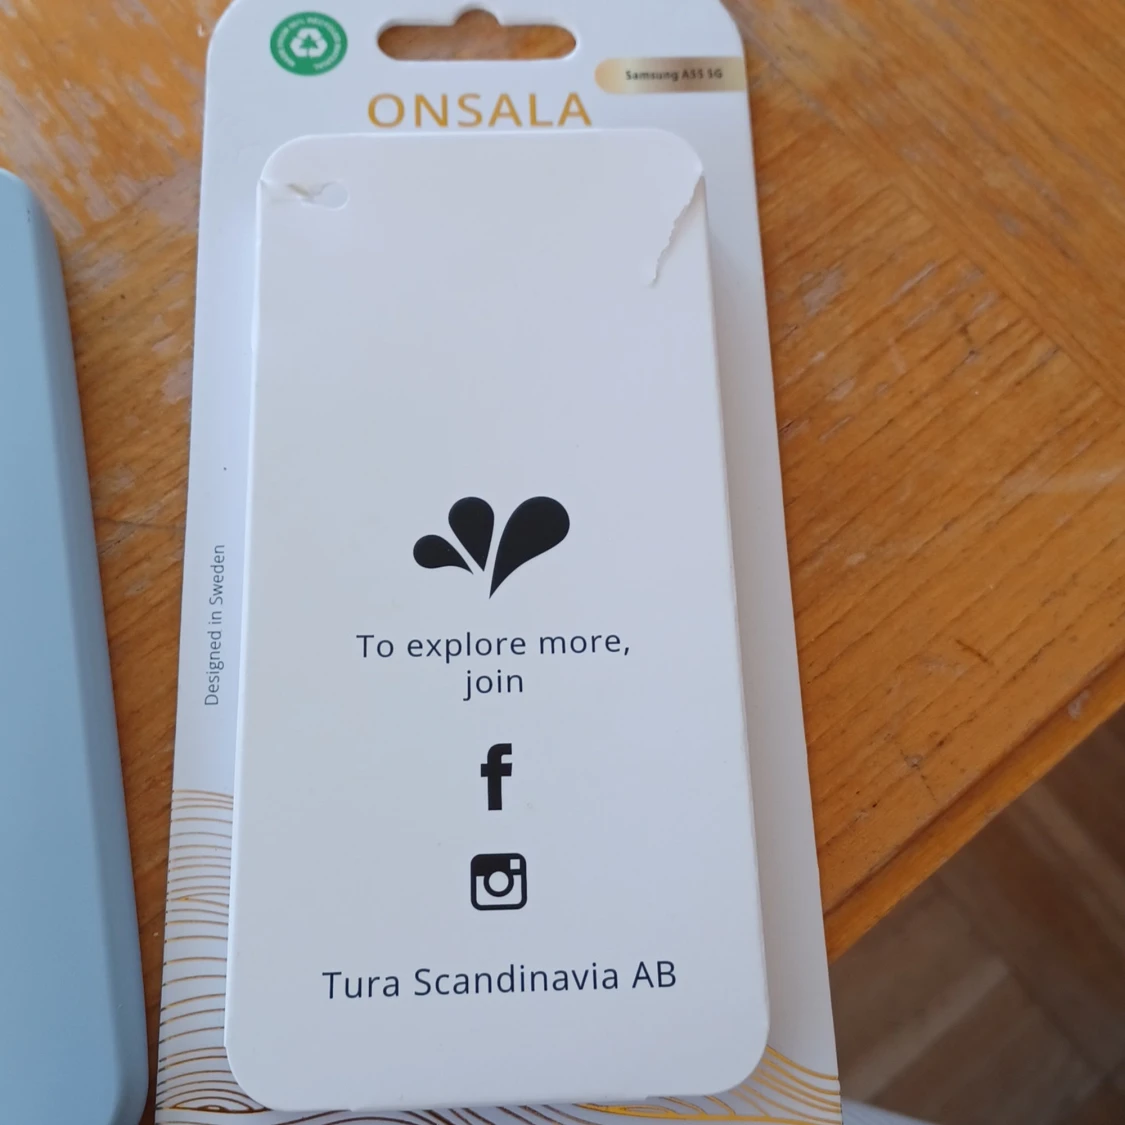 Samsung A55 5G
ONSALA
Designed in Sweden
To explore more,
join
Tura Scandinavia AB